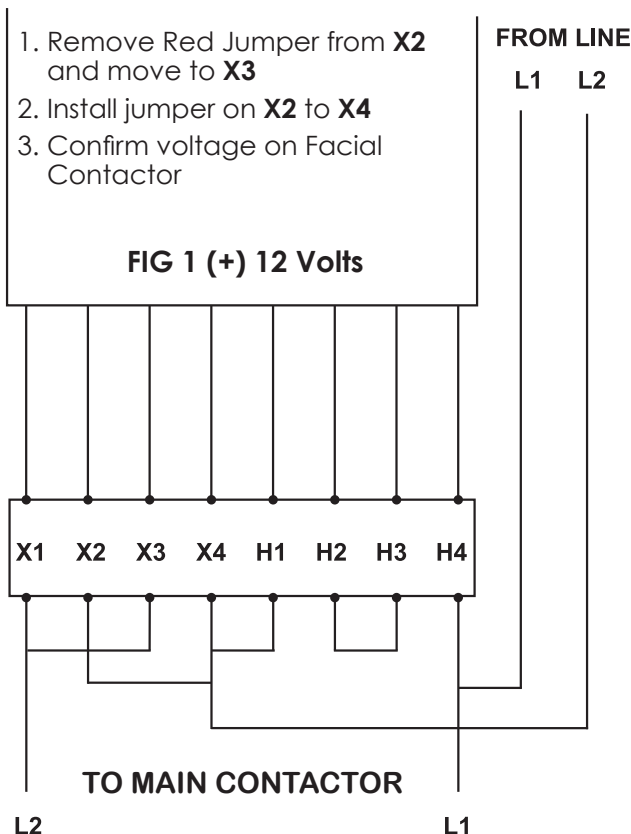 1. Remove Red Jumper from X2
and move to X3
2. Install jumper on X2 to X4
3. Confirm voltage on Facial
Contactor
FIG 1 (+) 12 Volts
FROM LINE
L1 L2
X1 X2 X3 X4 H1 H2 H3 H4
TO MAIN CONTACTOR
L2 L1